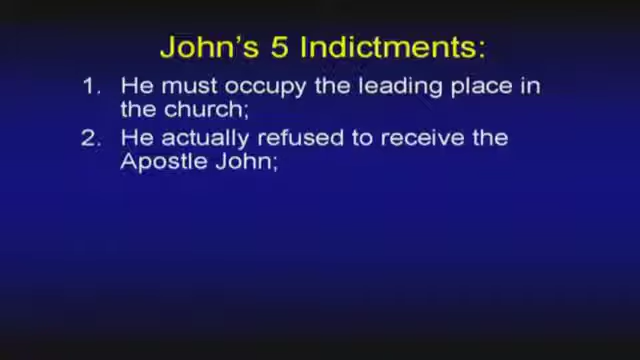 John's 5 Indictments:
1. He must occupy the leading place in
the church;
2. He actually refused to receive the
Apostle John;